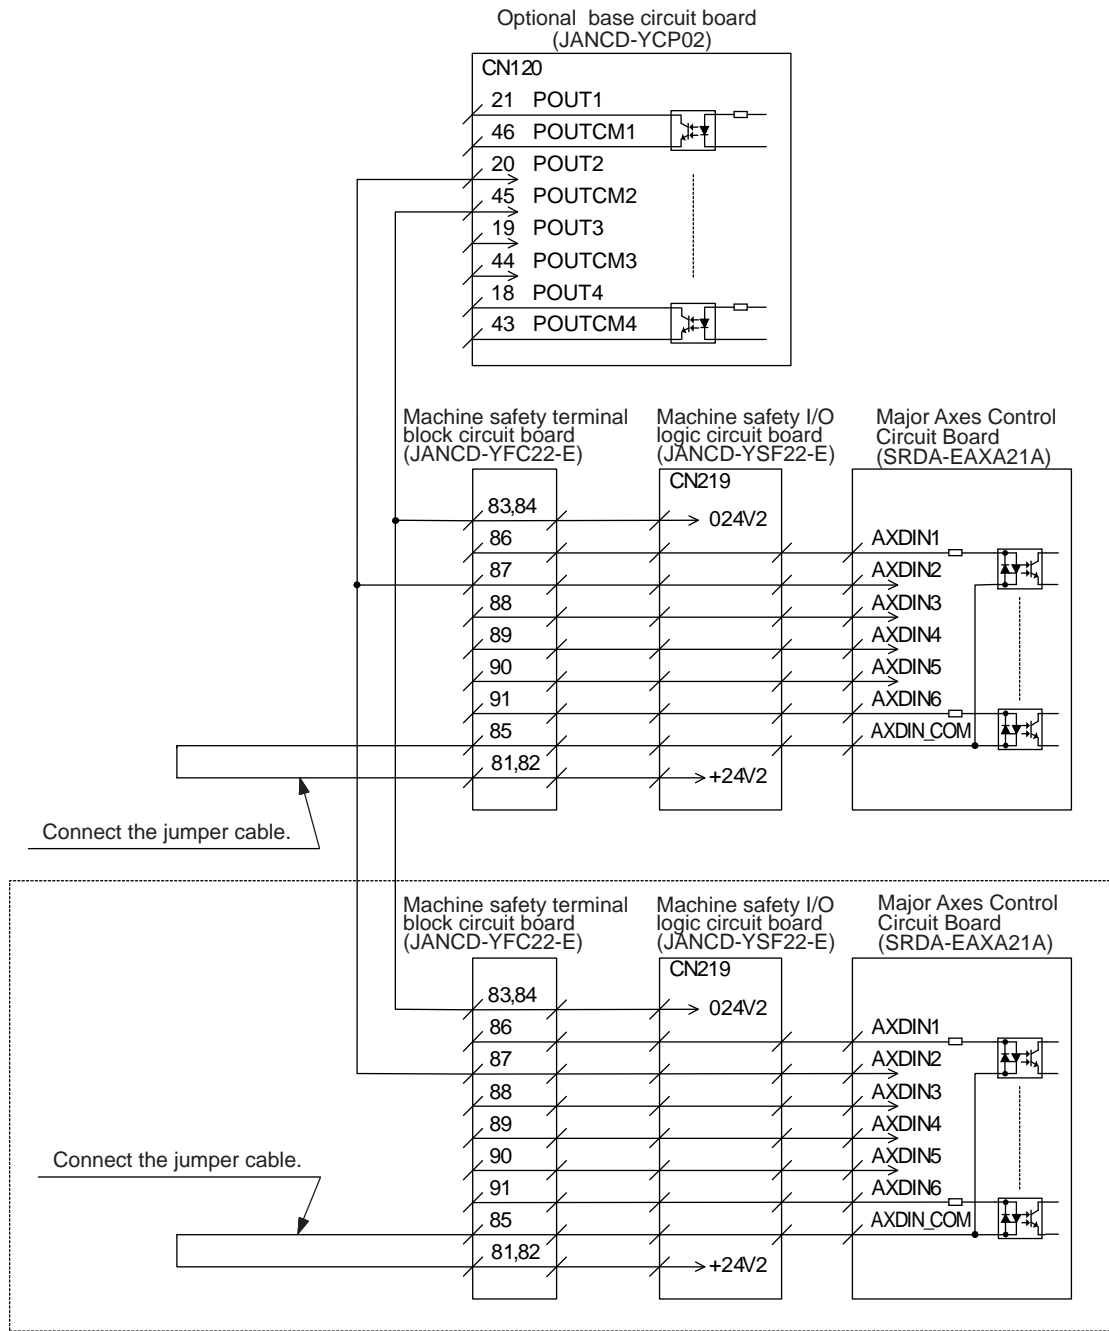 Optional  base circuit board
(JANCD-YCP02)
CN120
21 POUT1
46 POUTCM1
20 POUT2
45 POUTCM2
19 POUT3
44 POUTCM3
18 POUT4
43 POUTCM4
Machine safety terminal
block circuit board
(JANCD-YFC22-E)
Machine safety I/O
logic circuit board
(JANCD-YSF22-E)
Major Axes Control
Circuit Board
(SRDA-EAXA21A)
CN219
83,84
024V2
86
AXDIN1
87
AXDIN2
88
AXDIN3
89
AXDIN4
90
AXDIN5
91
AXDIN6
85
AXDIN_COM
81,82
+24V2
Connect the jumper cable.
Machine safety terminal
block circuit board
(JANCD-YFC22-E)
Machine safety I/O
logic circuit board
(JANCD-YSF22-E)
Major Axes Control
Circuit Board
(SRDA-EAXA21A)
CN219
83,84
024V2
86
AXDIN1
87
AXDIN2
88
AXDIN3
89
AXDIN4
90
AXDIN5
91
AXDIN6
85
AXDIN_COM
81,82
+24V2
Connect the jumper cable.